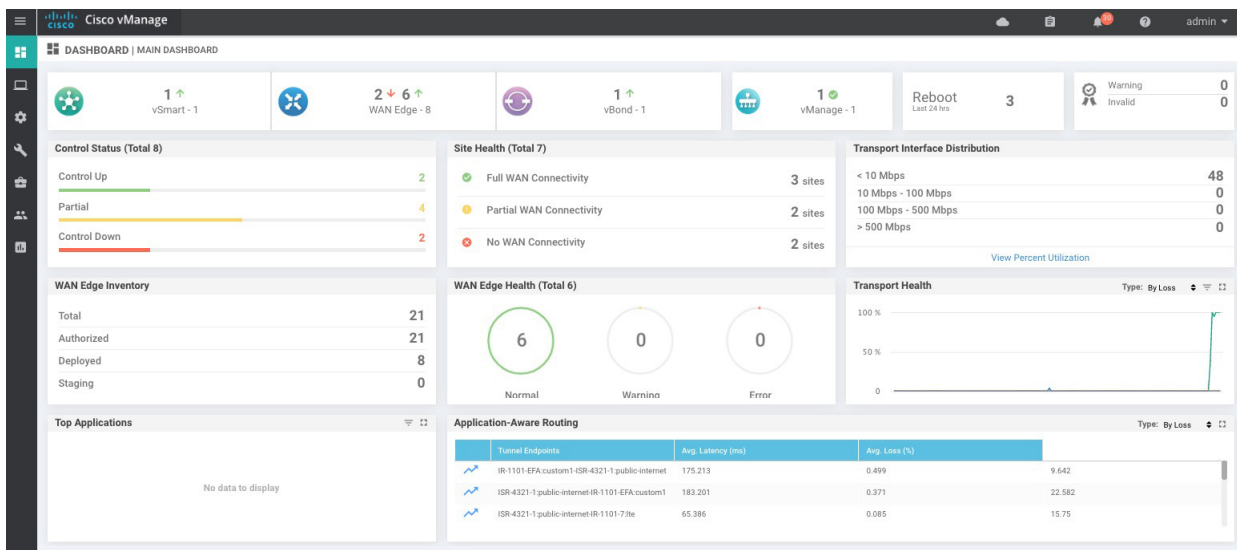 cisco Cisco vManage 30 admin
DASHBOARD | MAIN DASHBOARD
1 vSmart - 1
2 6 WAN Edge - 8
1 vBond - 1
1 vManage - 1
Reboot Last 24 hrs 3
Warning 0
Invalid 0
Control Status (Total 8)
Control Up 2
Partial 4
Control Down 2
Site Health (Total 7)
Full WAN Connectivity 3 sites
Partial WAN Connectivity 2 sites
No WAN Connectivity 2 sites
Transport Interface Distribution
< 10 Mbps 48
10 Mbps - 100 Mbps 0
100 Mbps - 500 Mbps 0
> 500 Mbps 0
View Percent Utilization
WAN Edge Inventory
Total 21
Authorized 21
Deployed 8
Staging 0
WAN Edge Health (Total 6)
6 0 0
Normal Warning Error
Transport Health Type: By Loss
100 %
50 %
0
Top Applications
No data to display
Application-Aware Routing Type: By Loss
Tunnel Endpoints Avg. Latency (ms) Avg. Loss (%)
IR-1101-EFA:custom1-ISR-4321-1:public-internet 175.213 0.499 9.642
ISR-4321-1:public-internet-IR-1101-EFA:custom1 183.201 0.371 22.582
ISR-4321-1:public-internet-IR-1101-7:lte 65.386 0.085 15.75